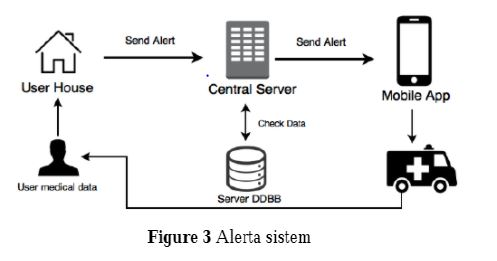 Send Alert
Send Alert
User House
Central Server
Mobile App
Check Data
User medical data
Server DDBB
Figure 3 Alerta sistem